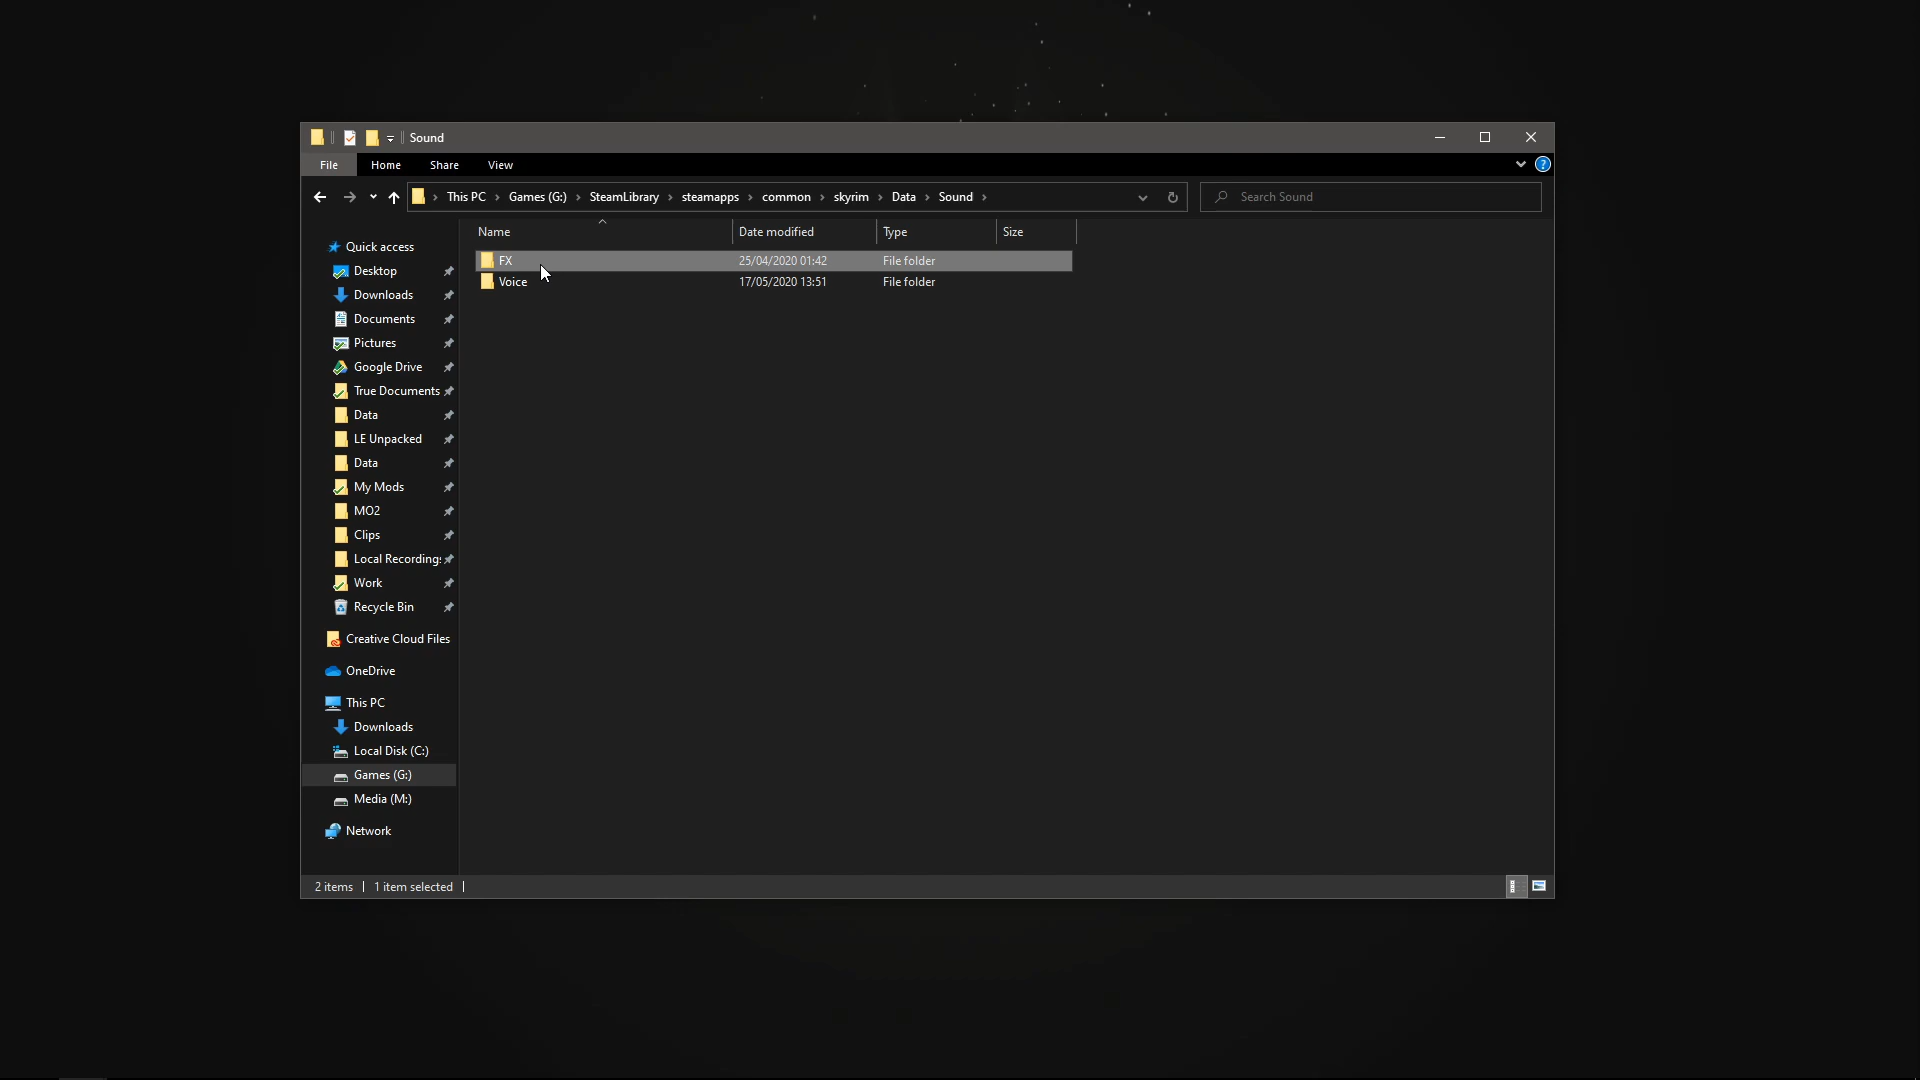 Sound
File Home Share View
This PC Games (G:) SteamLibrary steamapps common skyrim Data Sound Search Sound
Name Date modified Type Size
FX 25/04/2020 01:42 File folder
Voice 17/05/2020 13:51 File folder
Quick access
Desktop
Downloads
Documents
Pictures
Google Drive
True Documents
Data
LE Unpacked
Data
My Mods
MO2
Clips
Local Recordings
Work
Recycle Bin
Creative Cloud Files
OneDrive
This PC
Downloads
Local Disk (C:)
Games (G:)
Media (M:)
Network
2 items 1 item selected